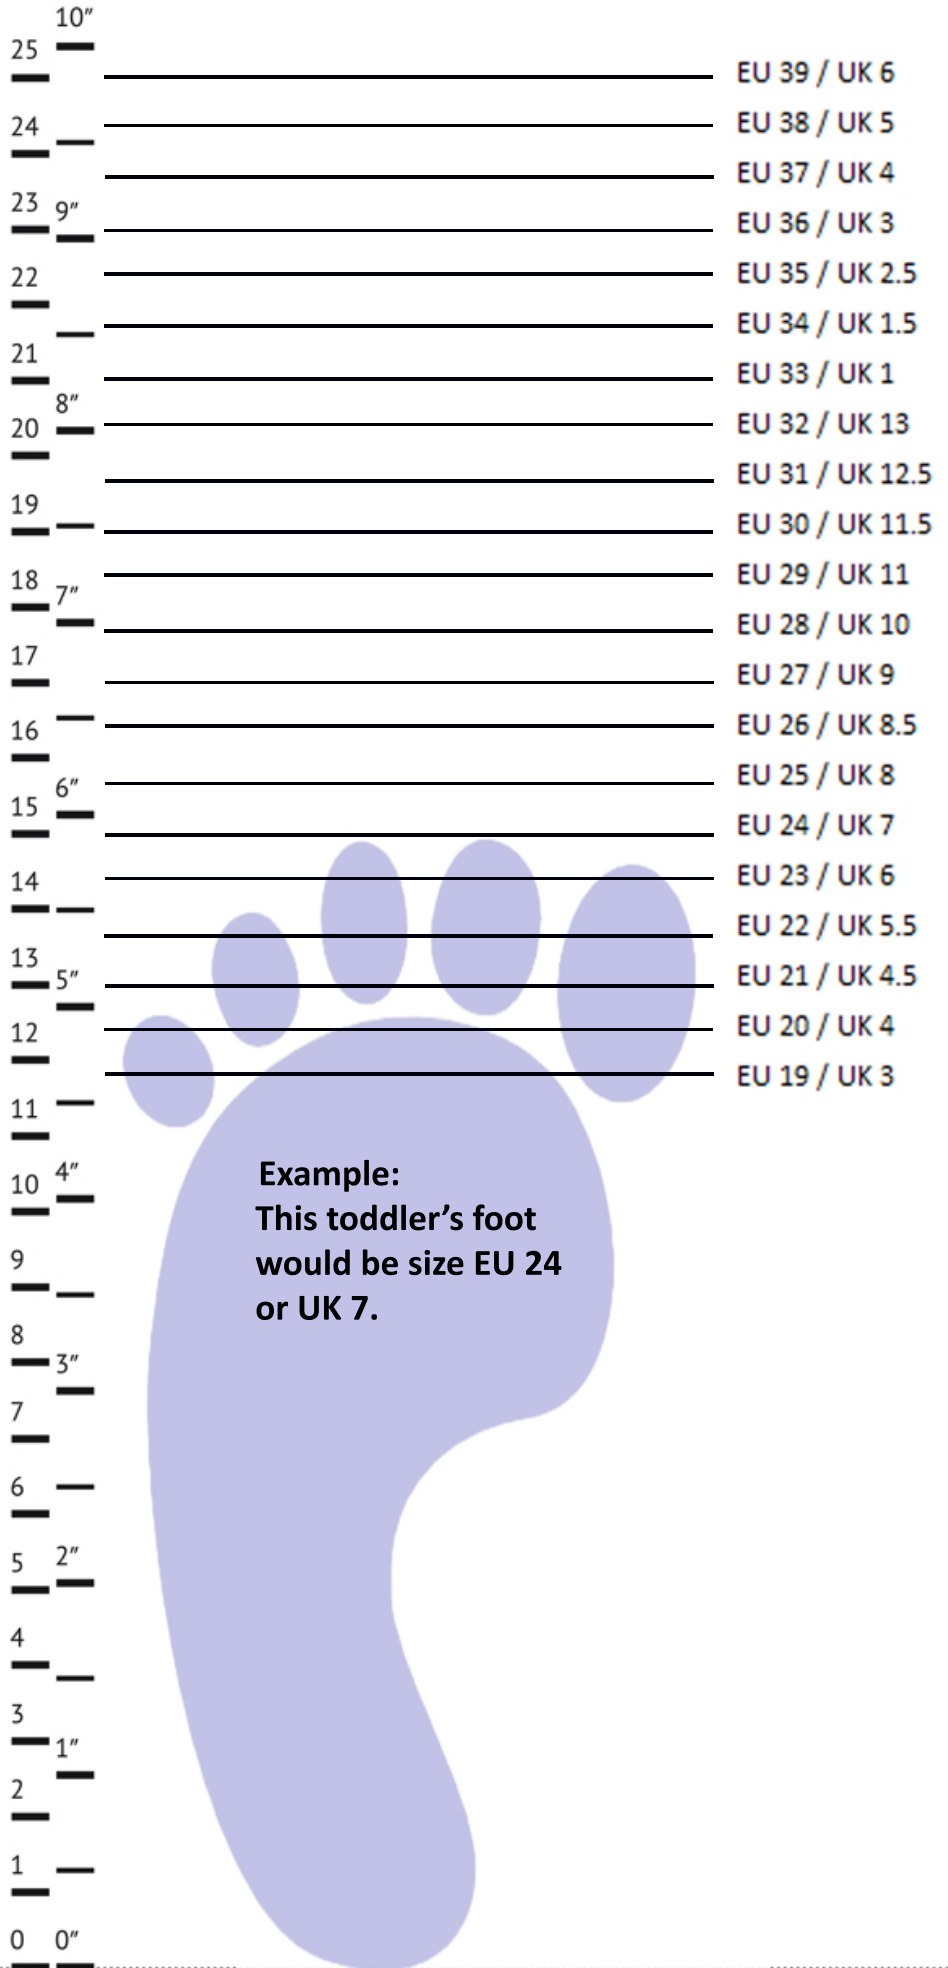 10″
25
EU 39 / UK 6
24
EU 38 / UK 5
EU 37 / UK 4
23 9″
EU 36 / UK 3
22
EU 35 / UK 2.5
EU 34 / UK 1.5
21
EU 33 / UK 1
8″
20
EU 32 / UK 13
EU 31 / UK 12.5
19
EU 30 / UK 11.5
18
EU 29 / UK 11
7″
EU 28 / UK 10
17
EU 27 / UK 9
16
EU 26 / UK 8.5
EU 25 / UK 8
6″
15
EU 24 / UK 7
14
EU 23 / UK 6
EU 22 / UK 5.5
13
EU 21 / UK 4.5
5″
12
EU 20 / UK 4
EU 19 / UK 3
11
4″
10
Example:
This toddler's foot
would be size EU 24
or UK 7.
9
8
3″
7
6
5 2″
4
3
1″
2
1
0 0″